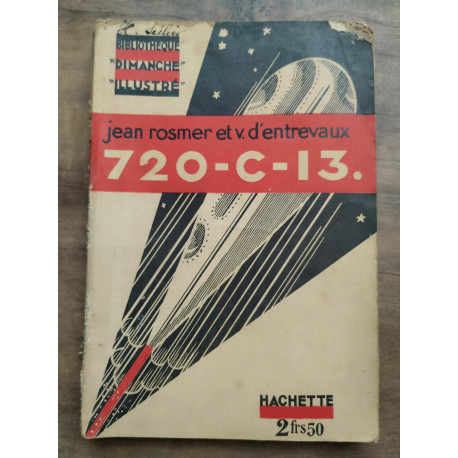 BIBLIOTHÈQUE
"DIMANCHE"
"ILLUSTRÉ"
jean rosmer et v. d'entrevaux
720-C-13.
HACHETTE
2 frs 50